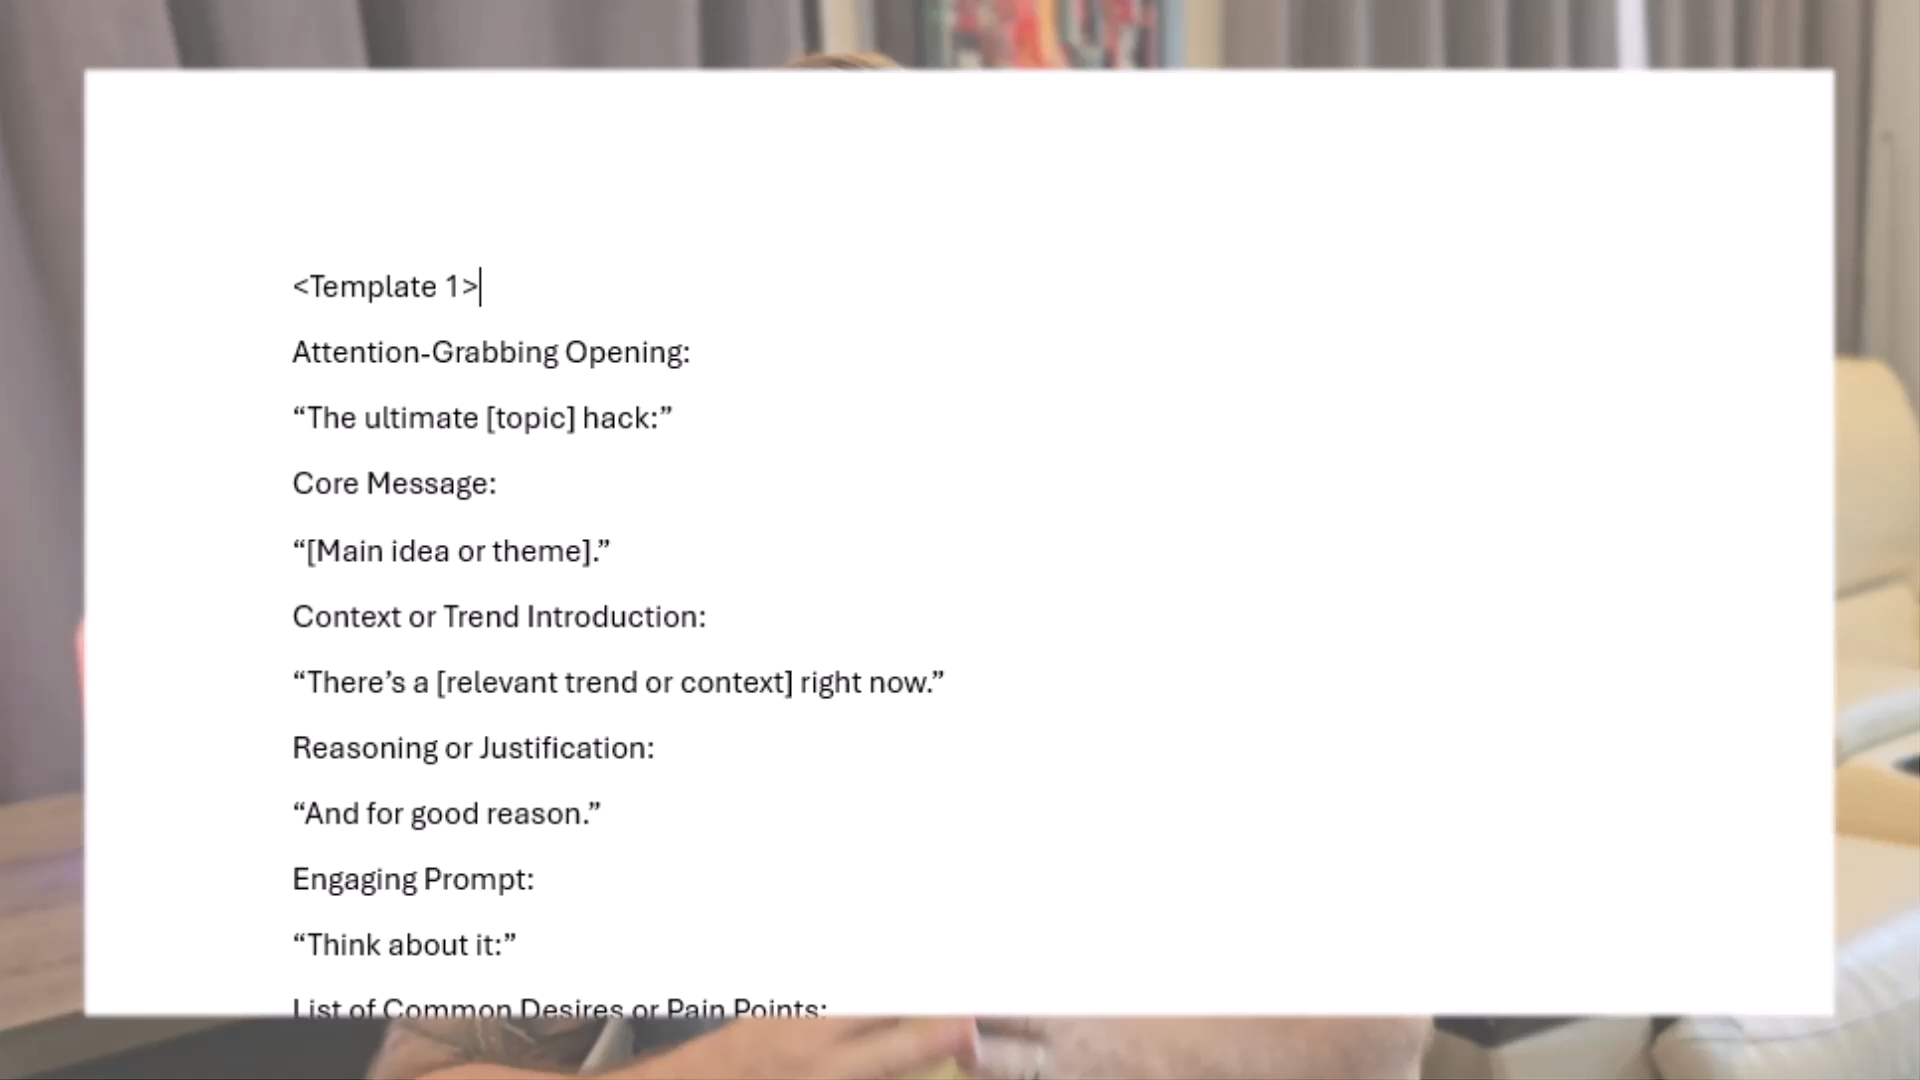 <Template 1>
Attention-Grabbing Opening:
“The ultimate [topic] hack:”
Core Message:
“[Main idea or theme].”
Context or Trend Introduction:
“There’s a [relevant trend or context] right now.”
Reasoning or Justification:
“And for good reason.”
Engaging Prompt:
“Think about it:”
List of Common Desires or Pain Points: